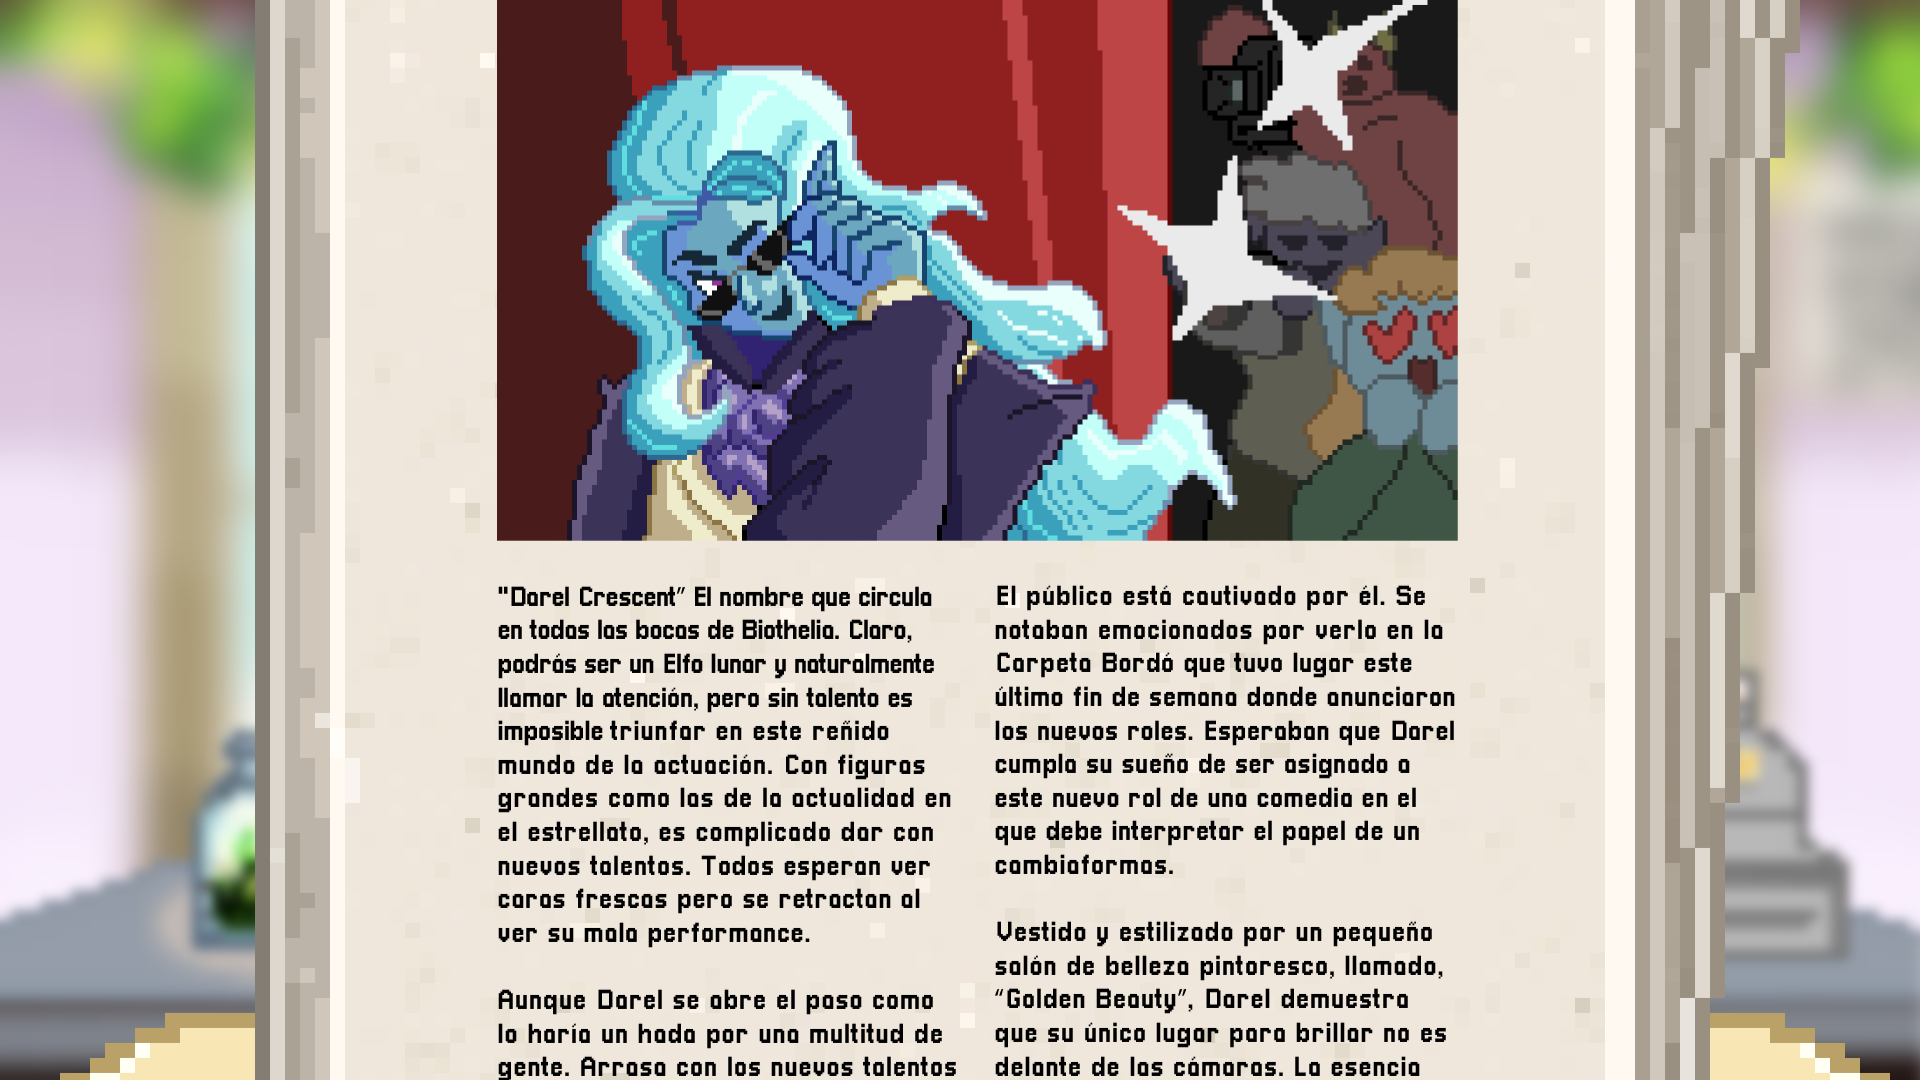 "Darel Crescent" El nombre que circula
en todas las bocas de Biothelia. Claro,
podrás ser un Elfo lunar y naturalmente
llamar la atención, pero sin talento es
imposible triunfar en este reñido
mundo de la actuación. Con figuras
grandes como las de la actualidad en
el estrellato, es complicado dar con
nuevos talentos. Todos esperan ver
caras frescas pero se retractan al
ver su mala performance.
Aunque Darel se abre el paso como
lo haría un hada por una multitud de
gente. Arrasa con los nuevos talentos
El público está cautivado por él. Se
notaban emocionados por verlo en la
Carpeta Bordó que tuvo lugar este
último fin de semana donde anunciaron
los nuevos roles. Esperaban que Darel
cumpla su sueño de ser asignado a
este nuevo rol de una comedia en el
que debe interpretar el papel de un
cambiaformas.
Vestido y estilizado por un pequeño
salón de belleza pintoresco, llamado,
"Golden Beauty", Darel demuestra
que su único lugar para brillar no es
delante de las cámaras. La esencia